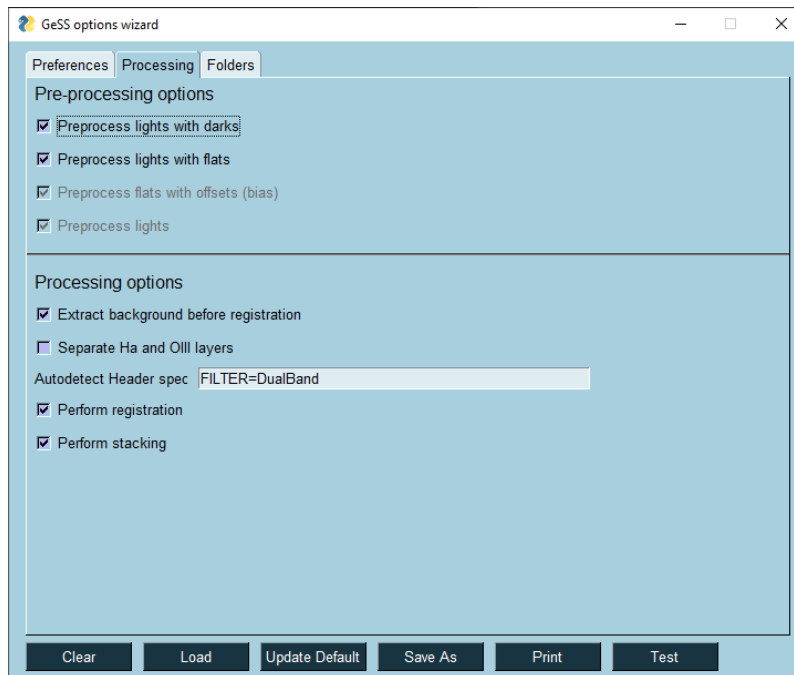 GeSS options wizard
Preferences Processing Folders
Pre-processing options
Preprocess lights with darks
Preprocess lights with flats
Preprocess flats with offsets (bias)
Preprocess lights
Processing options
Extract background before registration
Separate Ha and OIII layers
Autodetect Header spec FILTER=DualBand
Perform registration
Perform stacking
Clear Load Update Default Save As Print Test